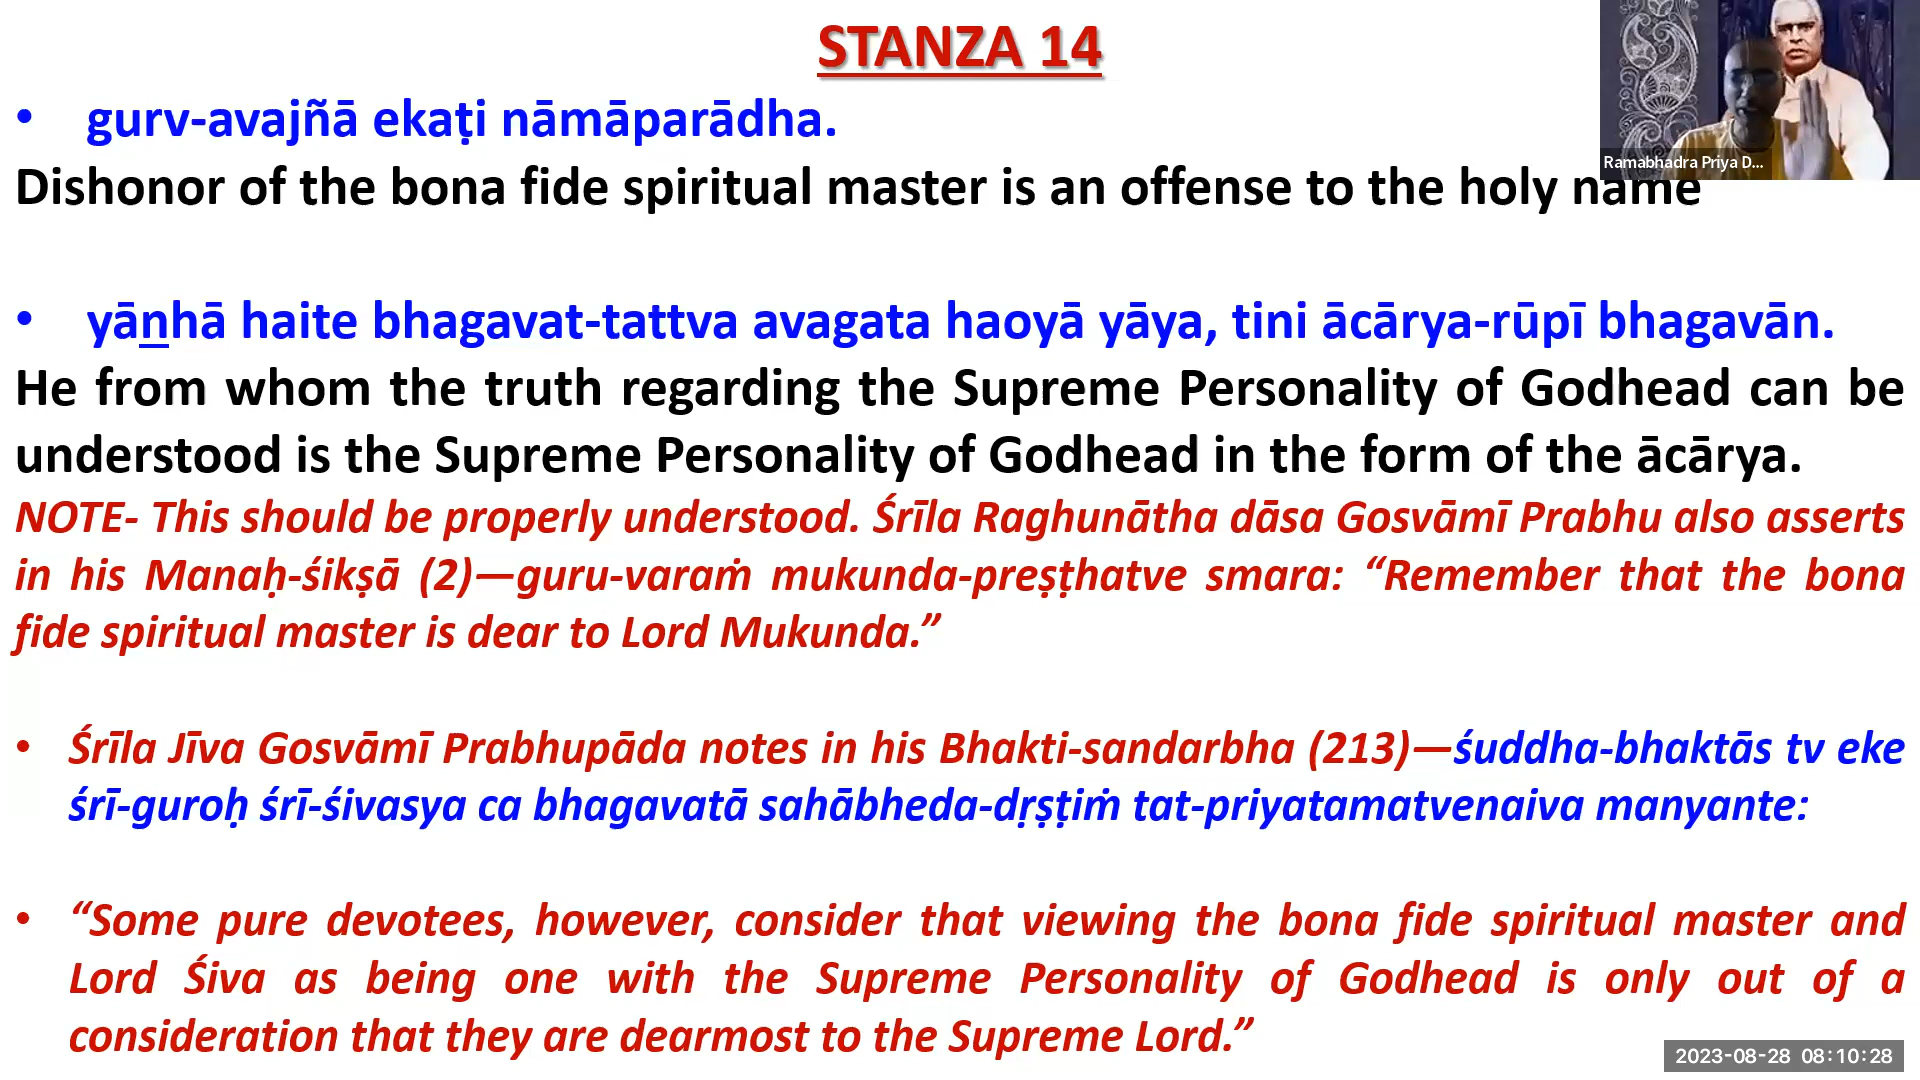 STANZA 14
• gurv-avajñā ekaṭi nāmāparādha.
Ramabhadra Priya D...
Dishonor of the bona fide spiritual master is an offense to the holy name
• yān̲hā haite bhagavat-tattva avagata haoyā yāya, tini ācārya-rūpī bhagavān.
He from whom the truth regarding the Supreme Personality of Godhead can be
understood is the Supreme Personality of Godhead in the form of the ācārya.
NOTE- This should be properly understood. Śrīla Raghunātha dāsa Gosvāmī Prabhu also asserts
in his Manaḥ-śikṣā (2)—guru-varaṁ mukunda-preṣṭhatve smara: “Remember that the bona
fide spiritual master is dear to Lord Mukunda.”
• Śrīla Jīva Gosvāmī Prabhupāda notes in his Bhakti-sandarbha (213)—śuddha-bhaktās tv eke
śrī-guroḥ śrī-śivasya ca bhagavatā sahābheda-dṛṣṭiṁ tat-priyatamatvenaiva manyante:
• “Some pure devotees, however, consider that viewing the bona fide spiritual master and
Lord Śiva as being one with the Supreme Personality of Godhead is only out of a
consideration that they are dearmost to the Supreme Lord.”
2023-08-28 08:10:28